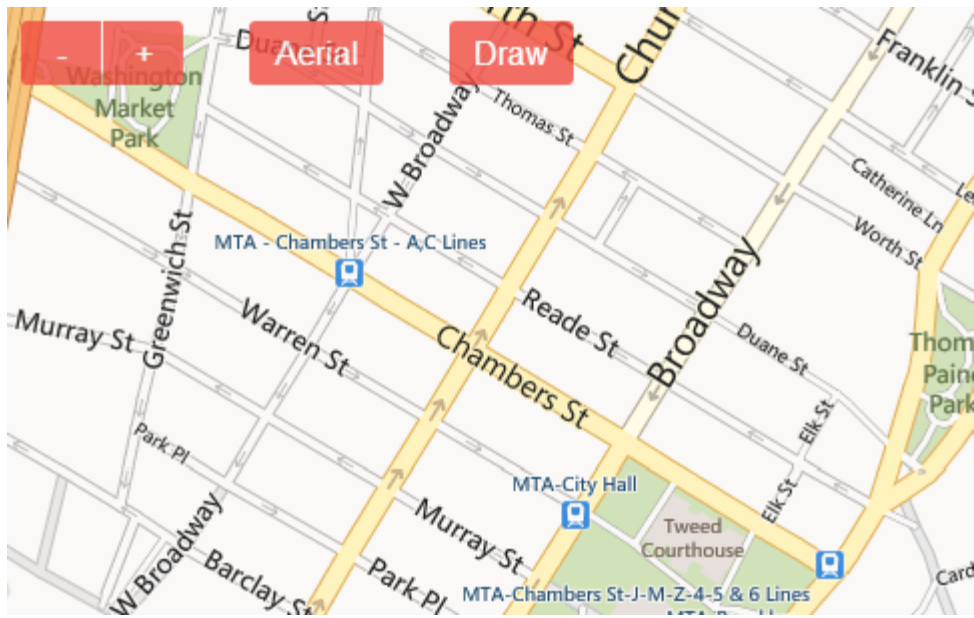 -
+
Aerial
Draw
Washington
Market
Park
Thomas St
W Broadway
Franklin
Catherine Ln
Worth St
MTA - Chambers St - A,C Lines
Greenwich St
Warren St
Murray St
Chambers St
Reade St
Broadway
Duane St
Elk St
Park Pl
MTA-City Hall
Elk St
Tweed
Courthouse
Murray St
W Broadway
Barclay St
Park Pl
MTA-Chambers St-J-M-Z-4-5 & 6 Lines
Park